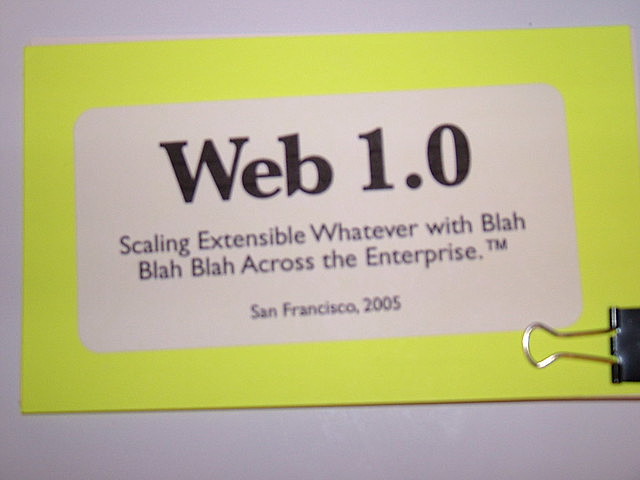 Web 1.0
Scaling Extensible Whatever with Blah
Blah Blah Across the Enterprise.™
San Francisco, 2005